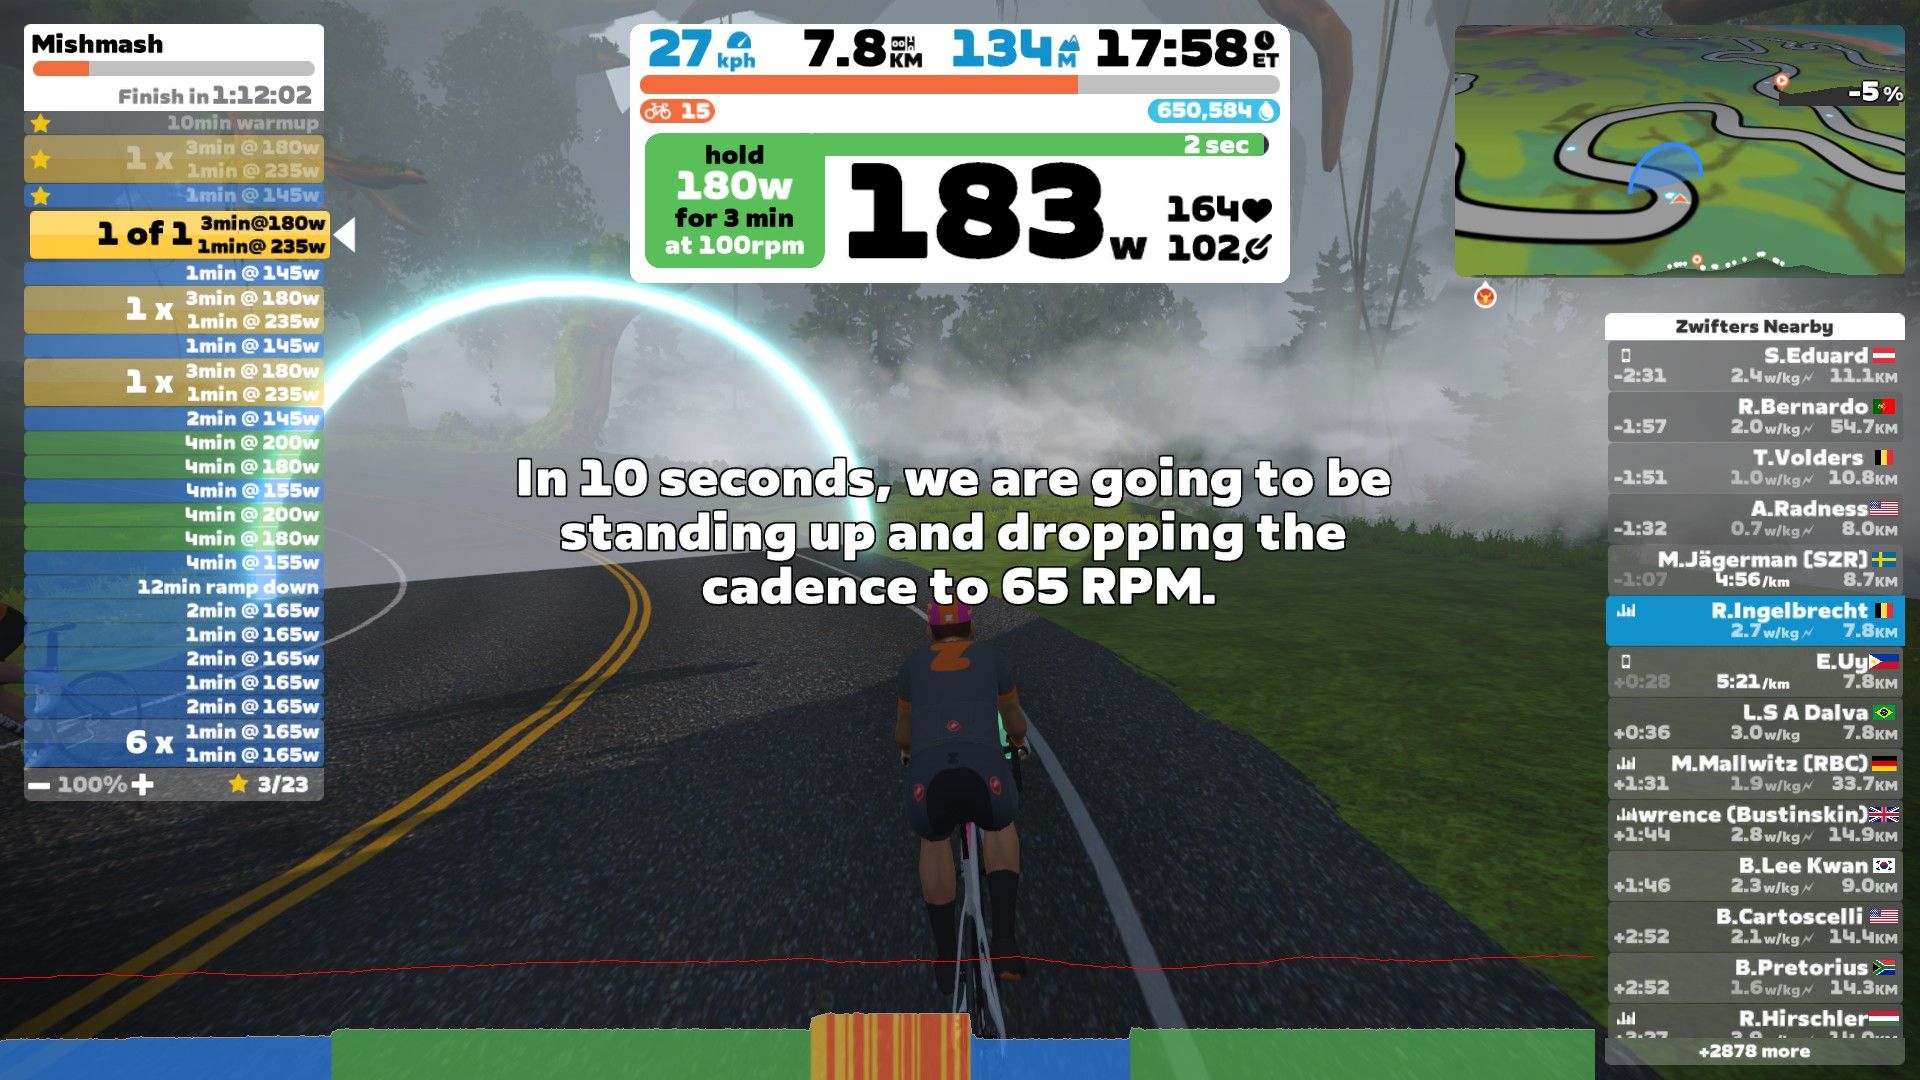 Mishmash
Finish in 1:12:02
10min warmup
1 x 3min @ 180w
1min @ 235w
1min @ 145w
1 of 1 3min@180w
1min@ 235w
1min @ 145w
1 x 3min @ 180w
1min @ 235w
1min @ 145w
1 x 3min @ 180w
1min @ 235w
2min @ 145w
4min @ 200w
4min @ 180w
4min @ 155w
4min @ 200w
4min @ 180w
4min @ 155w
12min ramp down
2min @ 165w
1min @ 165w
2min @ 165w
1min @ 165w
2min @ 165w
6 x 1min @ 165w
1min @ 165w
− 100% + 3/23
27 kph 7.8 KM 134 M 17:58 ET
15 650,584
2 sec
hold
180w
for 3 min
at 100rpm
183 w
164
102
In 10 seconds, we are going to be
standing up and dropping the
cadence to 65 RPM.
-5 %
Zwifters Nearby
S.Eduard
-2:31 2.4 w/kg 11.1 KM
R.Bernardo
-1:57 2.0 w/kg 54.7 KM
T.Volders
-1:51 1.0 w/kg 10.8 KM
A.Radness
-1:32 0.7 w/kg 8.0 KM
M.Jägerman (SZR)
-1:07 4:56 /km 8.7 KM
R.Ingelbrecht
2.7 w/kg 7.8 KM
E.Uy
+0:28 5:21 /km 7.8 KM
L.S A Dalva
+0:36 3.0 w/kg 7.8 KM
M.Mallwitz (RBC)
+1:31 1.9 w/kg 33.7 KM
wrence (Bustinskin)
+1:44 2.8 w/kg 14.9 KM
B.Lee Kwan
+1:46 2.3 w/kg 9.0 KM
B.Cartoscelli
+2:52 2.1 w/kg 14.4 KM
B.Pretorius
+2:52 1.6 w/kg 14.3 KM
R.Hirschler
+2878 more